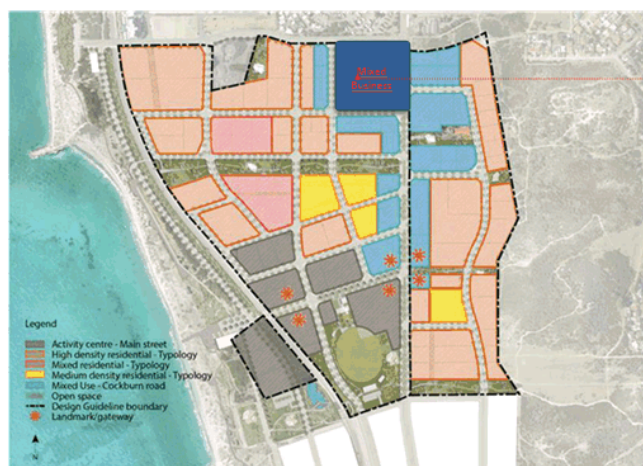 Mixed
Business
Legend
Activity centre - Main street
High density residential - Typology
Mixed residential - Typology
Medium density residential - Typology
Mixed Use - Cockburn road
Open space
Design Guideline boundary
Landmark/gateway
N